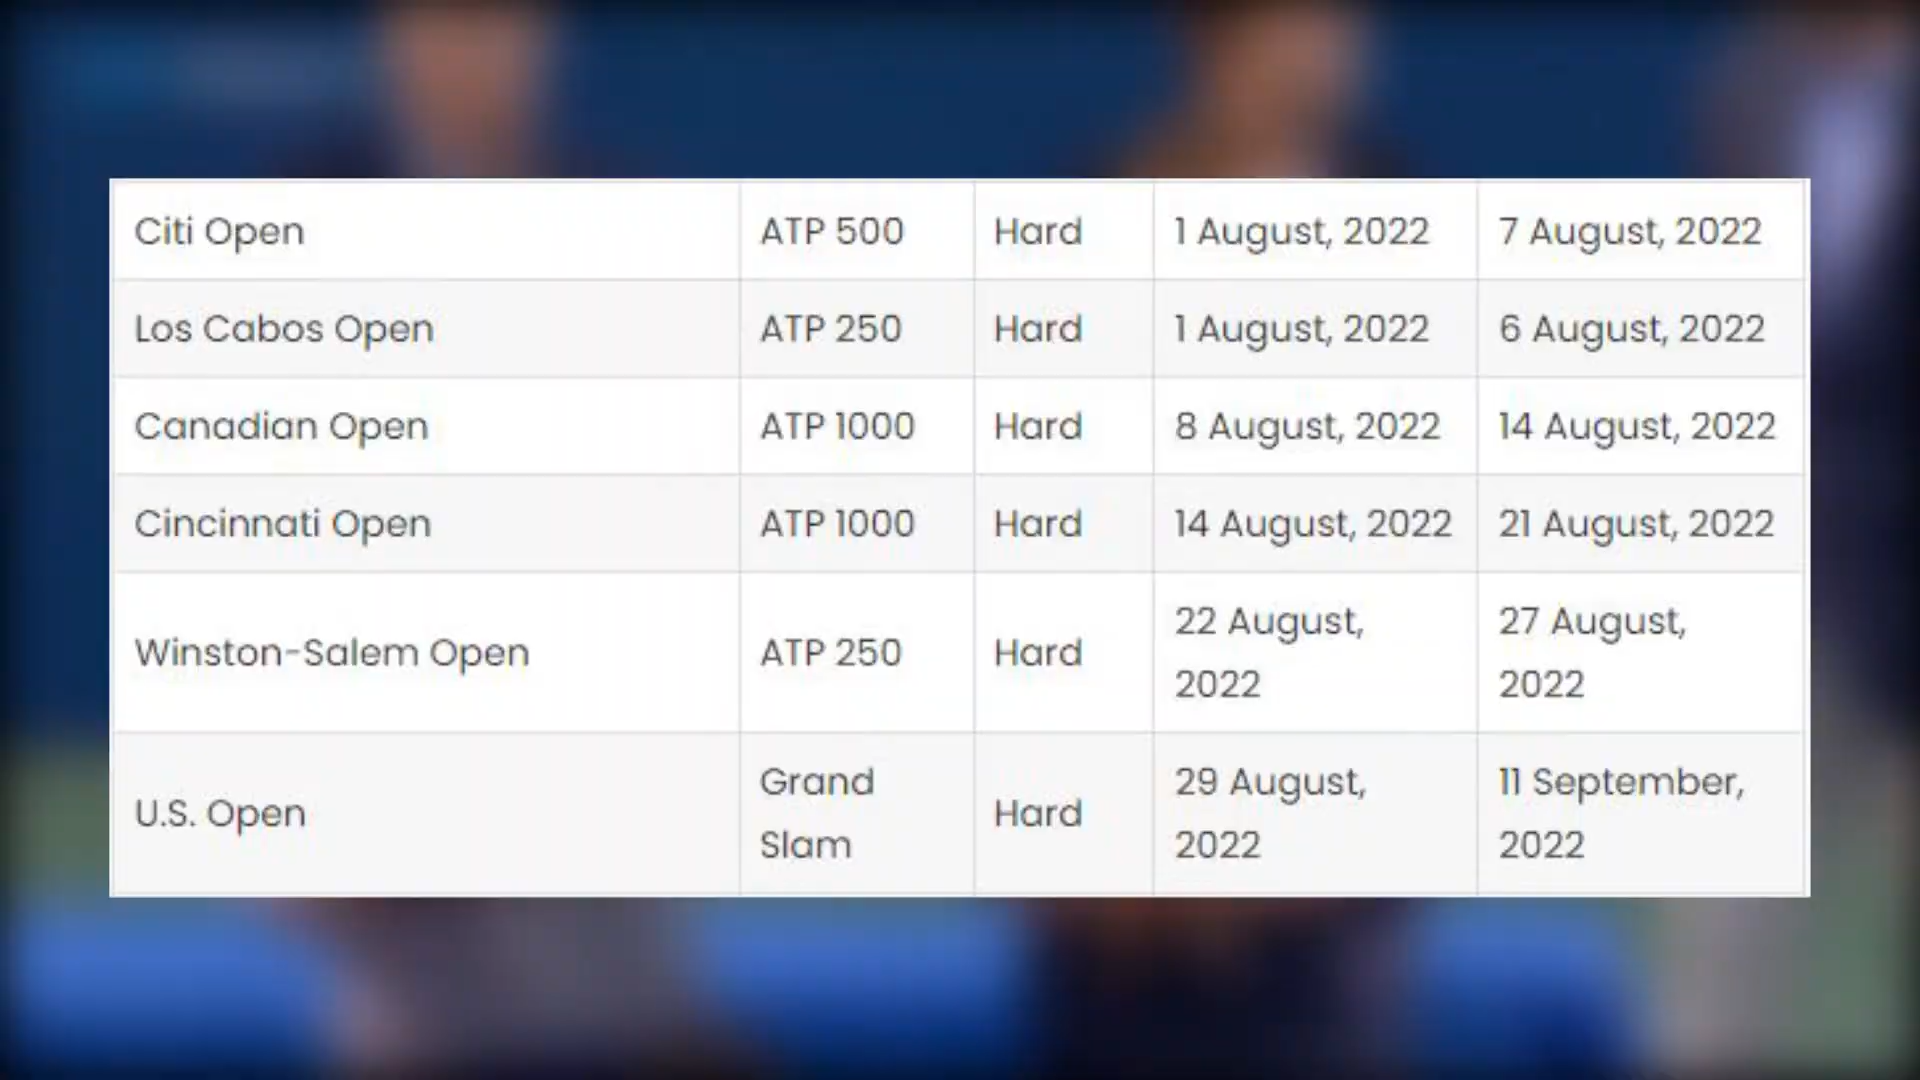 Citi Open ATP 500 Hard 1 August, 2022 7 August, 2022
Los Cabos Open ATP 250 Hard 1 August, 2022 6 August, 2022
Canadian Open ATP 1000 Hard 8 August, 2022 14 August, 2022
Cincinnati Open ATP 1000 Hard 14 August, 2022 21 August, 2022
Winston-Salem Open ATP 250 Hard 22 August, 27 August,
2022 2022
U.S. Open Grand Hard 29 August, 11 September,
Slam 2022 2022